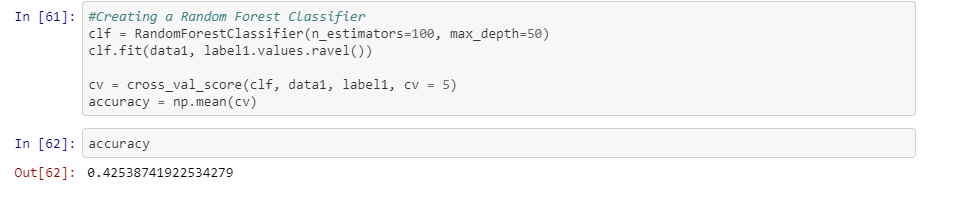 In [61]: #Creating a Random Forest Classifier
clf = RandomForestClassifier(n_estimators=100, max_depth=50)
clf.fit(data1, label1.values.ravel())
cv = cross_val_score(clf, data1, label1, cv = 5)
accuracy = np.mean(cv)
In [62]: accuracy
Out[62]: 0.42538741922534279